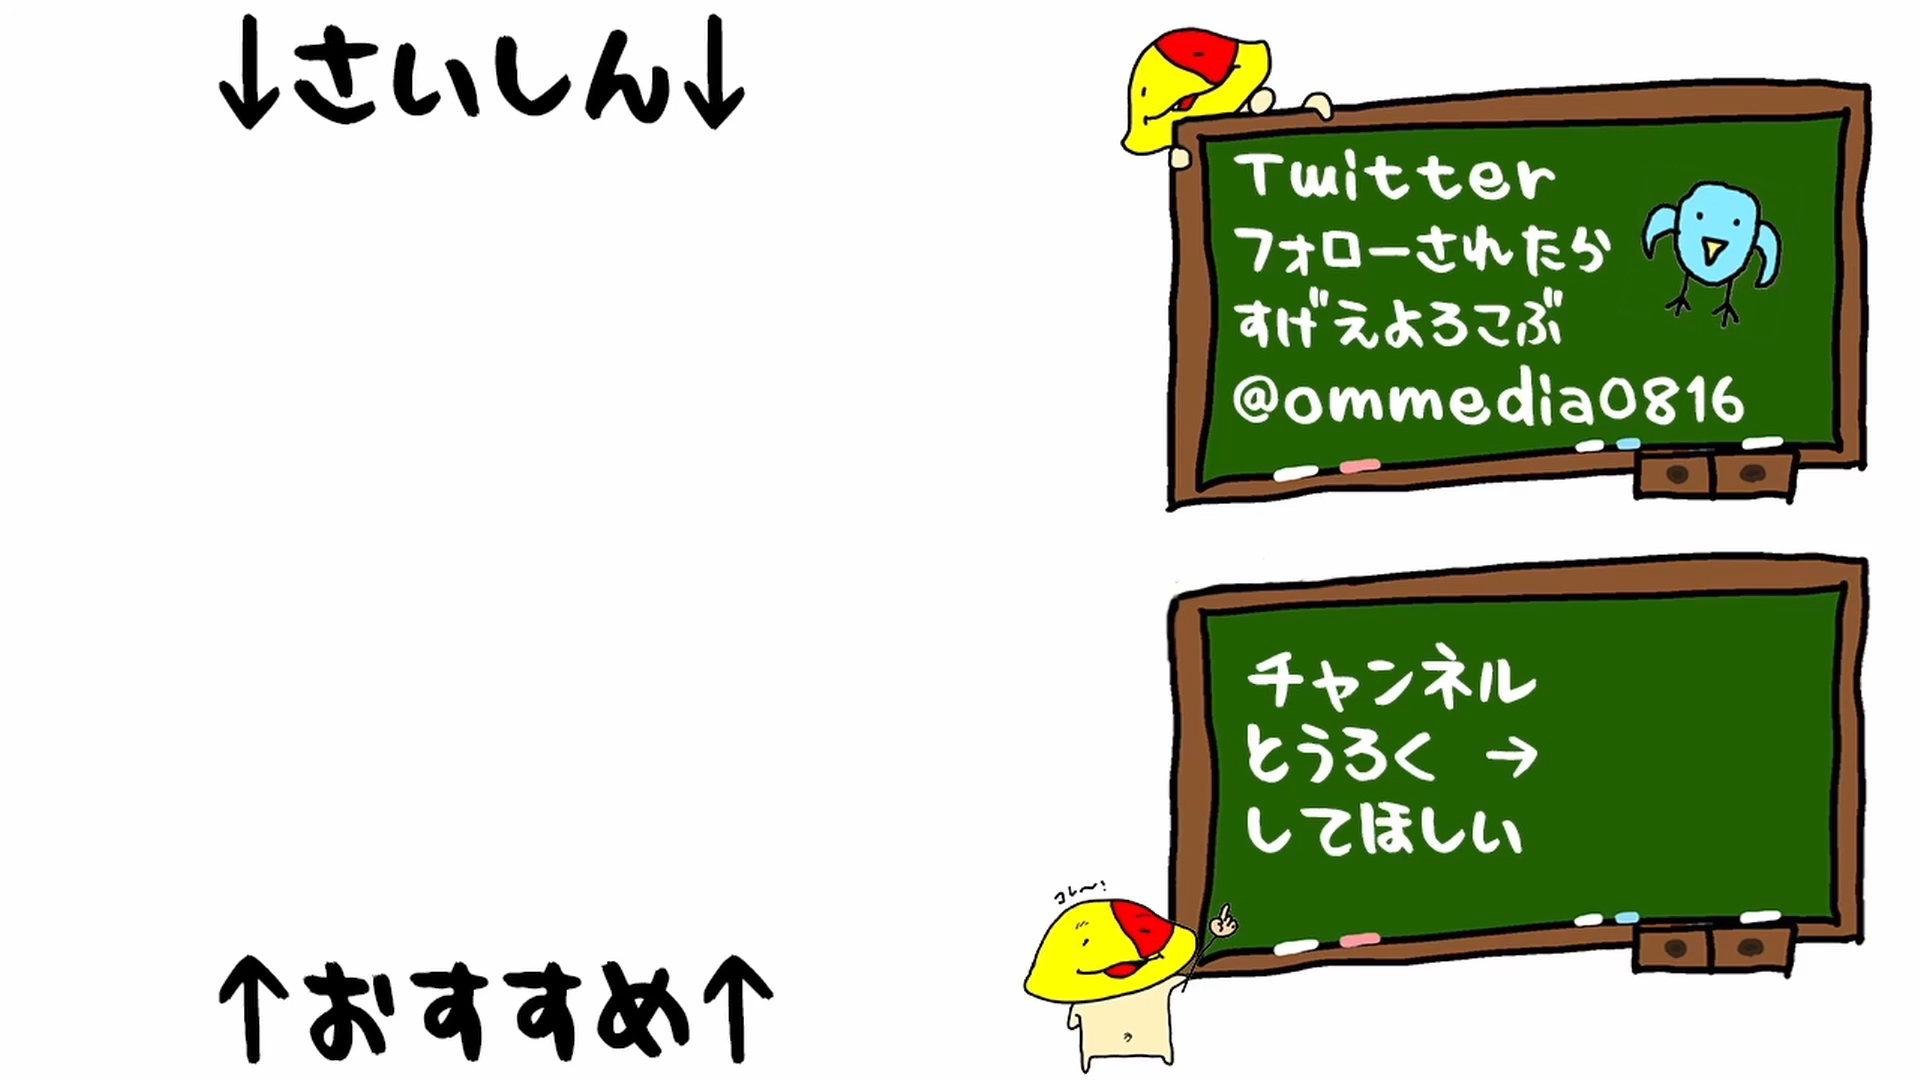 ↓さいしん↓
Twitter
フォローされたら
すげえよろこぶ
@ommedia0816
チャンネル
とうろく →
してほしい
コレ〜!
↑おすすめ↑